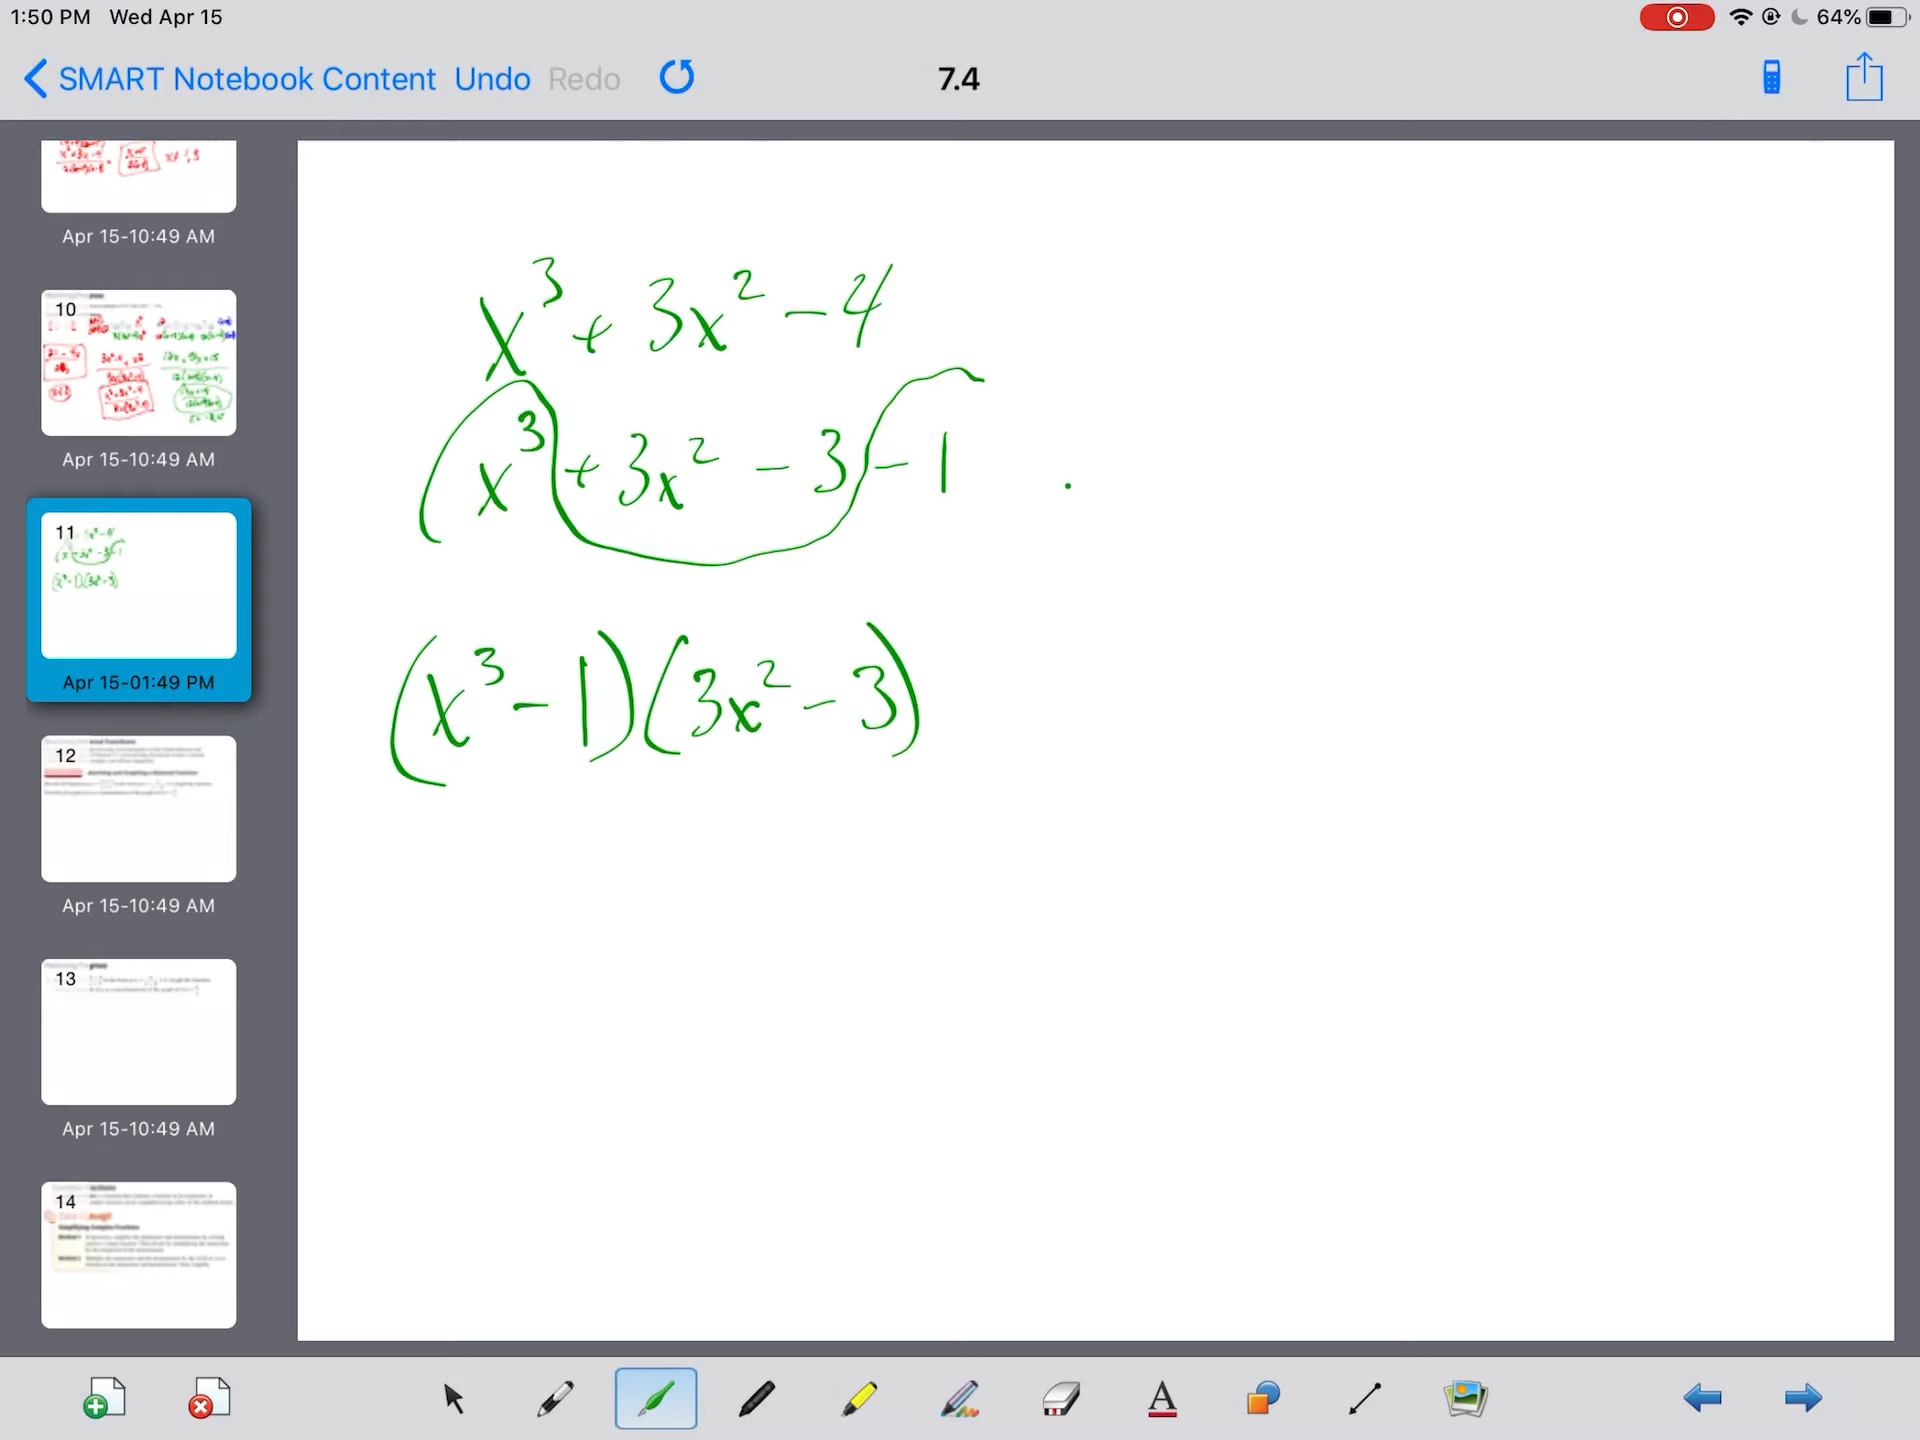 1:50 PM Wed Apr 15
64%
SMART Notebook Content Undo Redo
7.4
Apr 15-10:49 AM
10
Apr 15-10:49 AM
11
Apr 15-01:49 PM
12
Apr 15-10:49 AM
13
Apr 15-10:49 AM
14
x³ + 3x² - 4
(x³ + 3x² - 3 - 1
(x³ - 1)(3x² - 3)
A